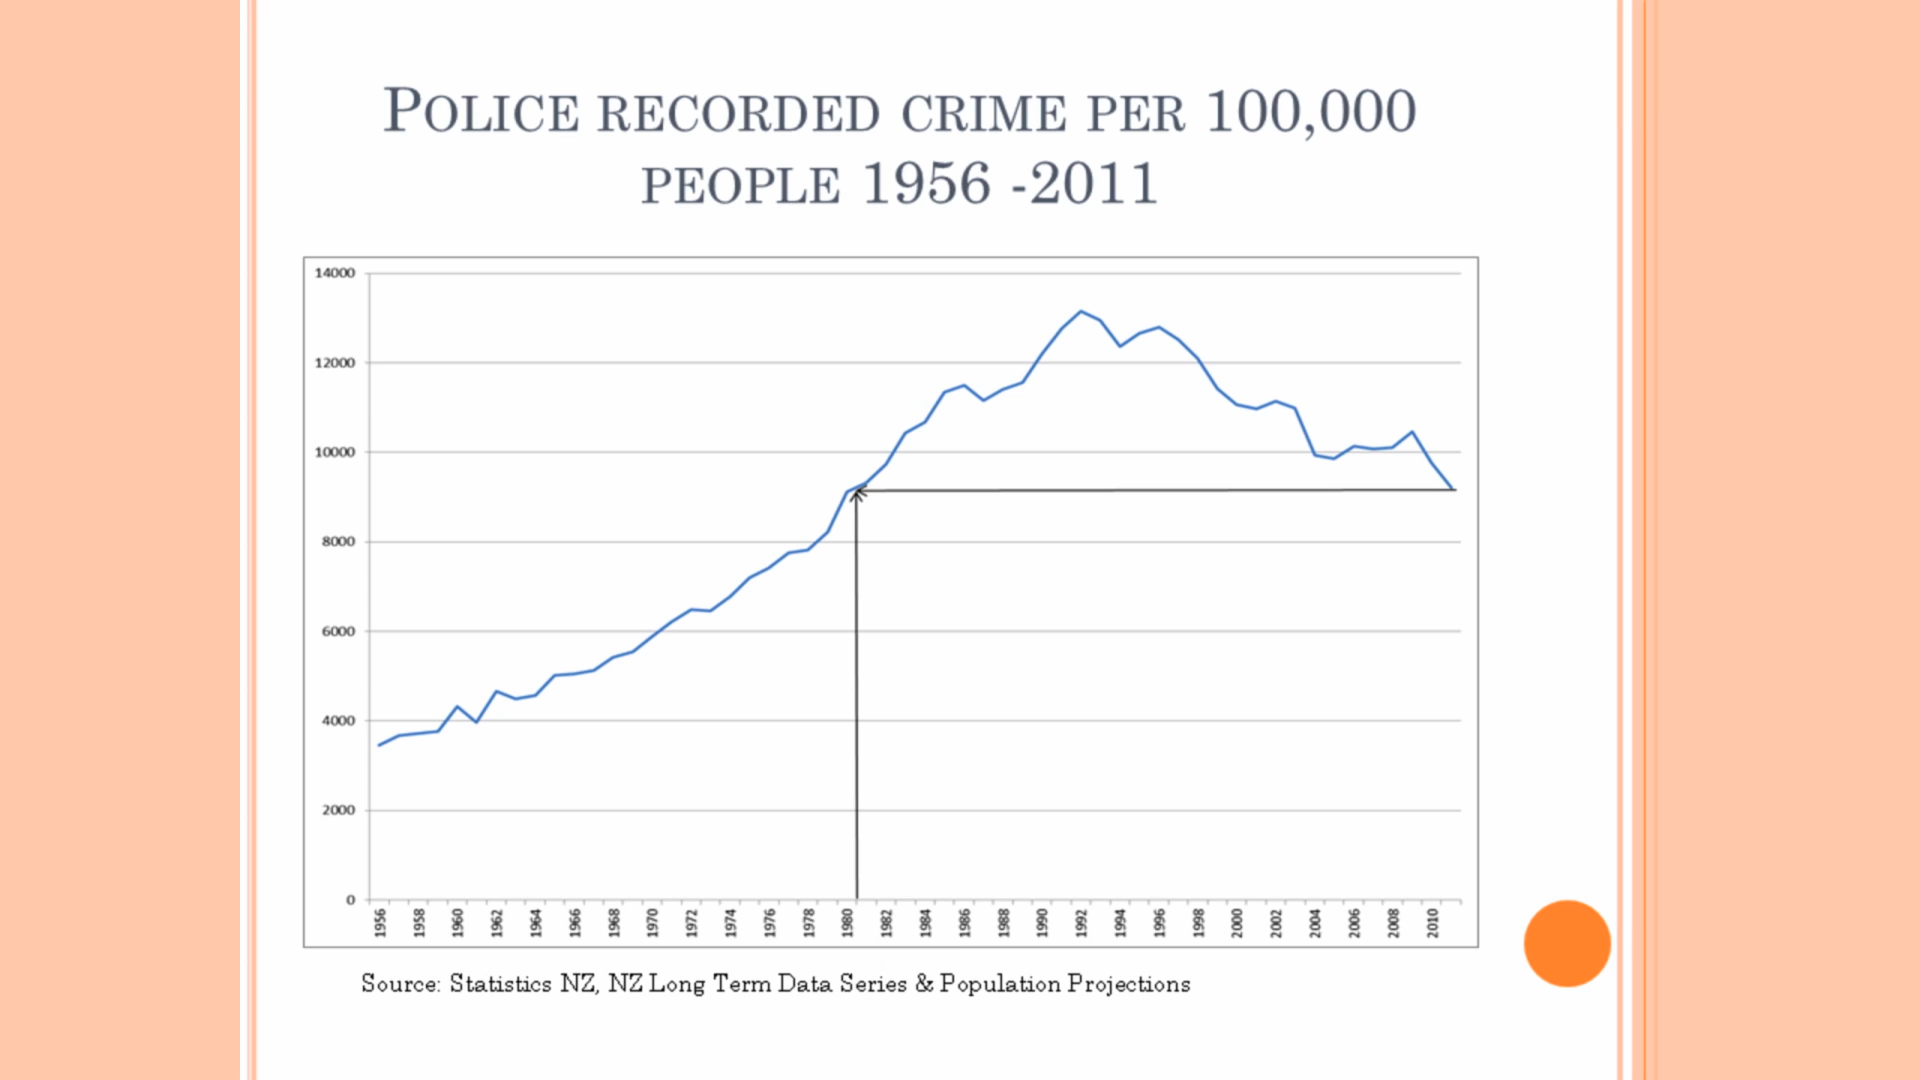 POLICE RECORDED CRIME PER 100,000
PEOPLE 1956 -2011
14000
12000
10000
8000
6000
4000
2000
0
1956 1958 1960 1962 1964 1966 1968 1970 1972 1974 1976 1978 1980 1982 1984 1986 1988 1990 1992 1994 1996 1998 2000 2002 2004 2006 2008 2010
Source: Statistics NZ, NZ Long Term Data Series & Population Projections